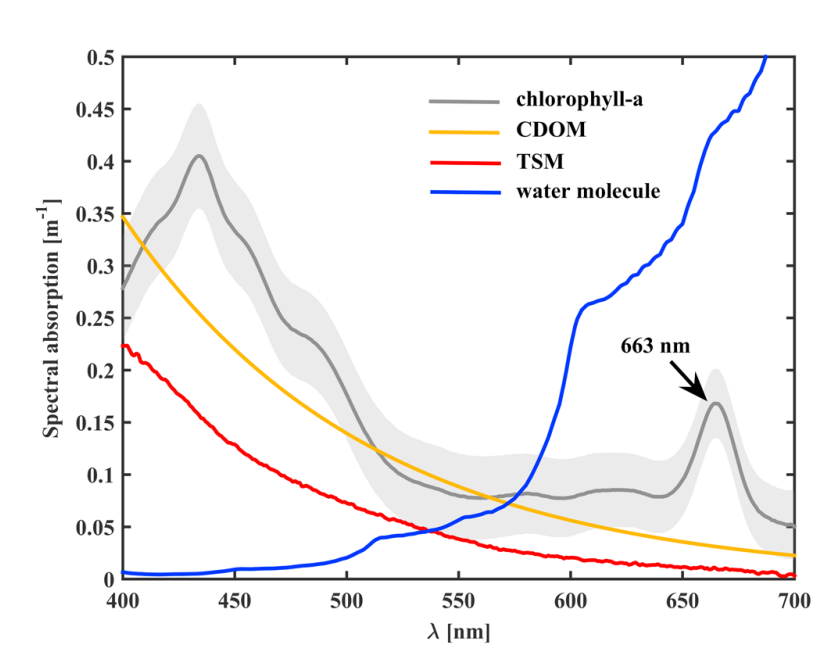 0.5
0.45
0.4
0.35
0.3
0.25
0.2
0.15
0.1
0.05
0
Spectral absorption [m⁻¹]
chlorophyll-a
CDOM
TSM
water molecule
663 nm
400 450 500 550 600 650 700
λ [nm]